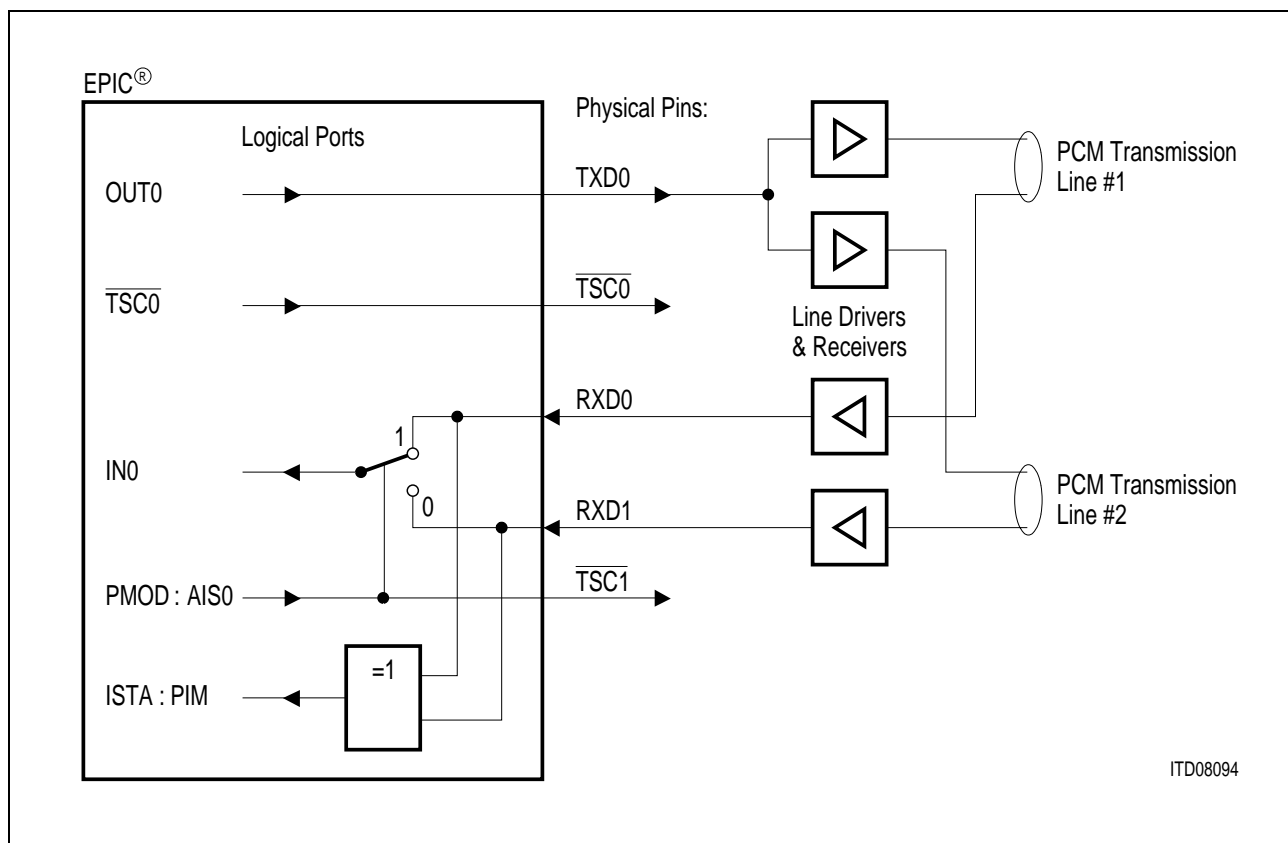 EPIC®
Logical Ports
Physical Pins:
OUT0
TXD0
PCM Transmission
Line #1
TSC0
TSC0
Line Drivers
& Receivers
RXD0
1
IN0
0
RXD1
PCM Transmission
Line #2
PMOD : AIS0
TSC1
=1
ISTA : PIM
ITD08094